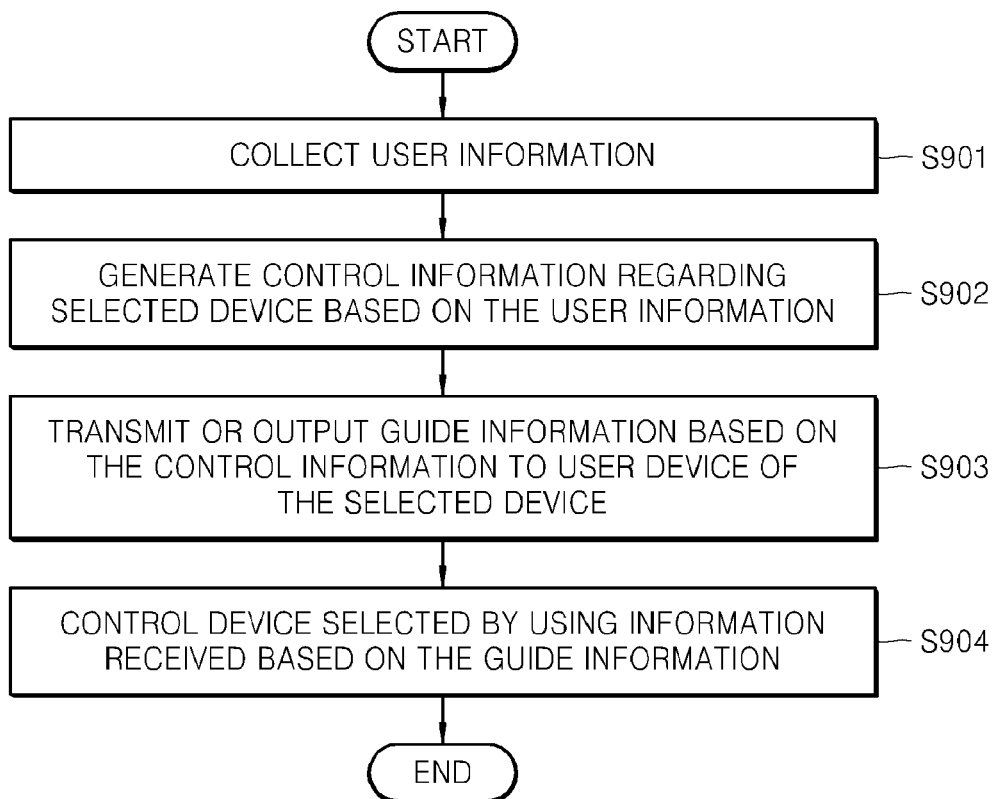 START
COLLECT USER INFORMATION
S901
GENERATE CONTROL INFORMATION REGARDING
SELECTED DEVICE BASED ON THE USER INFORMATION
S902
TRANSMIT OR OUTPUT GUIDE INFORMATION BASED ON
THE CONTROL INFORMATION TO USER DEVICE OF
THE SELECTED DEVICE
S903
CONTROL DEVICE SELECTED BY USING INFORMATION
RECEIVED BASED ON THE GUIDE INFORMATION
S904
END